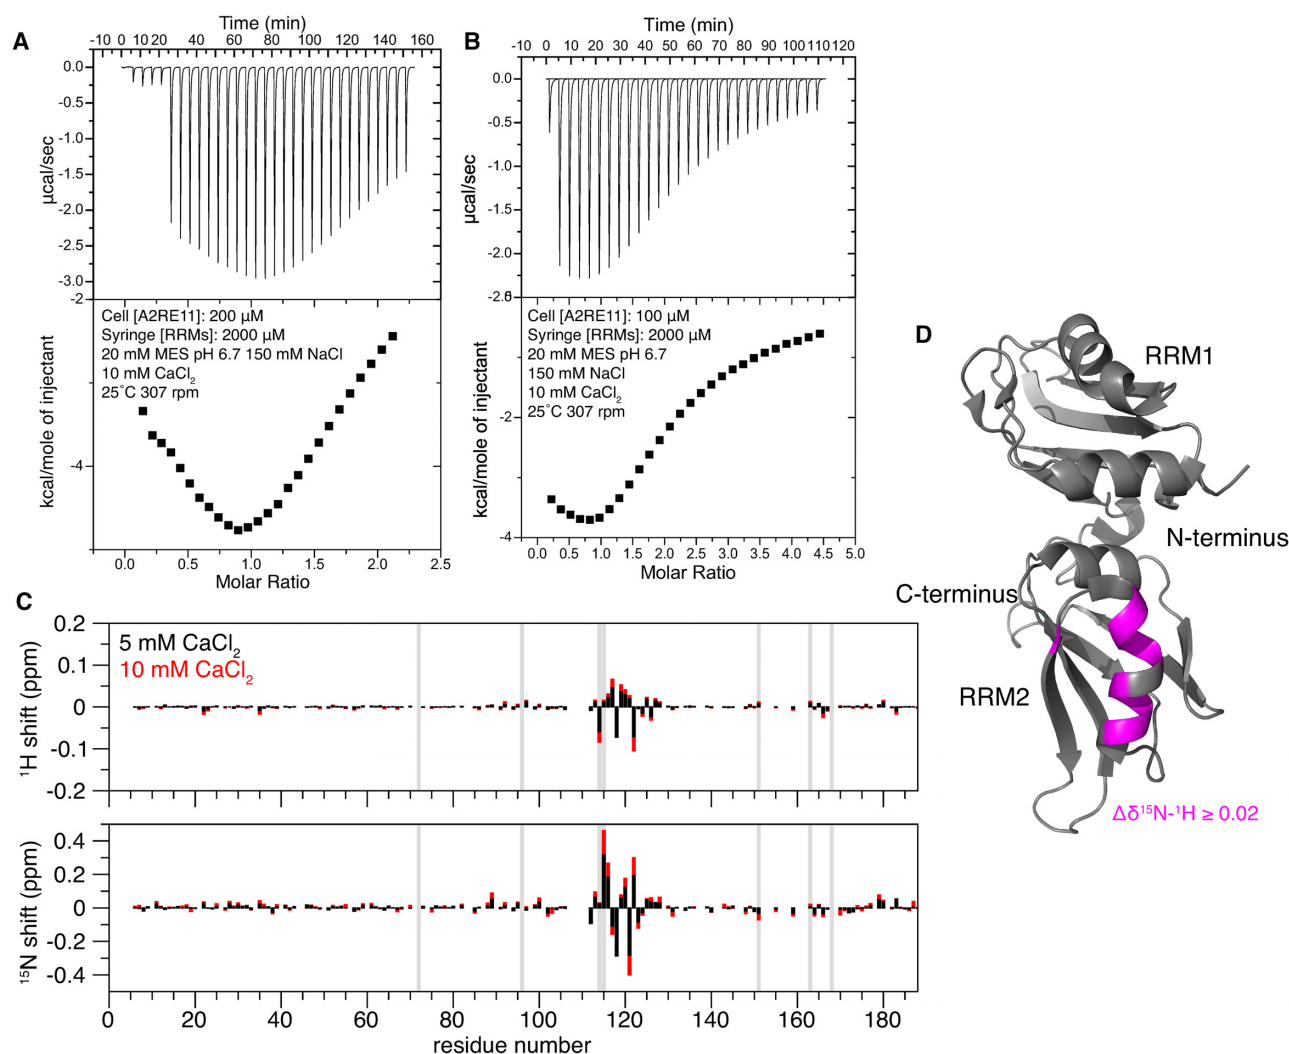 A
Time (min)
-10 0 10 20 40 60 80 100 120 140 160
0.0
-0.5
-1.0
-1.5
-2.0
-2.5
-3.0
µcal/sec
-2
-4
kcal/mole of injectant
Cell [A2RE11]: 200 µM
Syringe [RRMs]: 2000 µM
20 mM MES pH 6.7 150 mM NaCl
10 mM CaCl2
25˚C 307 rpm
0.0 0.5 1.0 1.5 2.0 2.5
Molar Ratio
B
Time (min)
-10 0 10 20 30 40 50 60 70 80 90 100 110 120
0.0
-0.5
-1.0
-1.5
-2.0
µcal/sec
-2
-4
kcal/mole of injectant
Cell [A2RE11]: 100 µM
Syringe [RRMs]: 2000 µM
20 mM MES pH 6.7
150 mM NaCl
10 mM CaCl2
25˚C 307 rpm
0.0 0.5 1.0 1.5 2.0 2.5 3.0 3.5 4.0 4.5 5.0
Molar Ratio
C
5 mM CaCl2
10 mM CaCl2
0.2
0.1
0
-0.1
-0.2
1H shift (ppm)
0.4
0.2
0
-0.2
-0.4
15N shift (ppm)
0 20 40 60 80 100 120 140 160 180
residue number
D
RRM1
N-terminus
C-terminus
RRM2
Δδ15N-1H ≥ 0.02